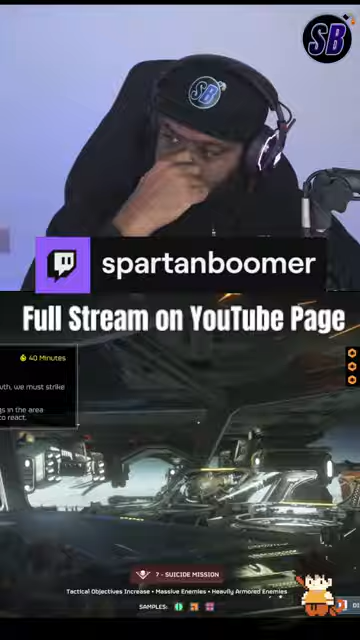 SB
SB
spartanboomer
Full Stream on YouTube Page
40 Minutes
wth, we must strike
gs in the area
to react.
7 - SUICIDE MISSION
Tactical Objectives Increase • Massive Enemies • Heavily Armored Enemies
SAMPLES: